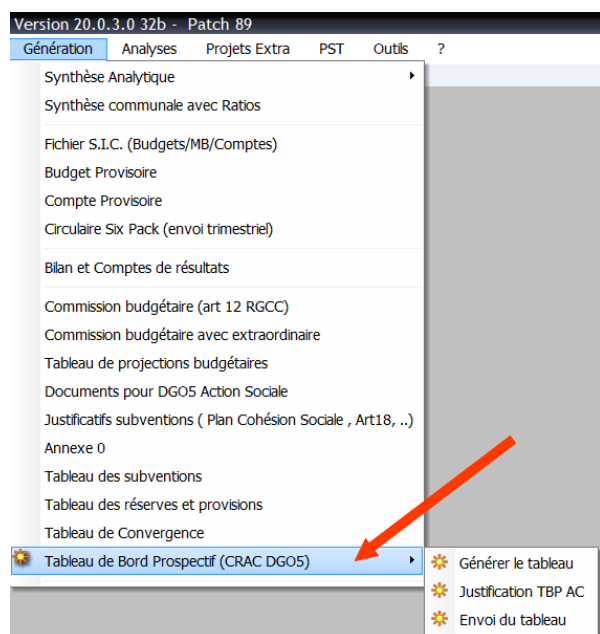 Version 20.0.3.0 32b -  Patch 89
Génération Analyses Projets Extra PST Outils ?
Synthèse Analytique
Synthèse communale avec Ratios
Fichier S.I.C. (Budgets/MB/Comptes)
Budget Provisoire
Compte Provisoire
Circulaire Six Pack (envoi trimestriel)
Bilan et Comptes de résultats
Commission budgétaire (art 12 RGCC)
Commission budgétaire avec extraordinaire
Tableau de projections budgétaires
Documents pour DGO5 Action Sociale
Justificatifs subventions ( Plan Cohésion Sociale , Art18, ..)
Annexe 0
Tableau des subventions
Tableau des réserves et provisions
Tableau de Convergence
Tableau de Bord Prospectif (CRAC DGO5)
Générer le tableau
Justification TBP AC
Envoi du tableau